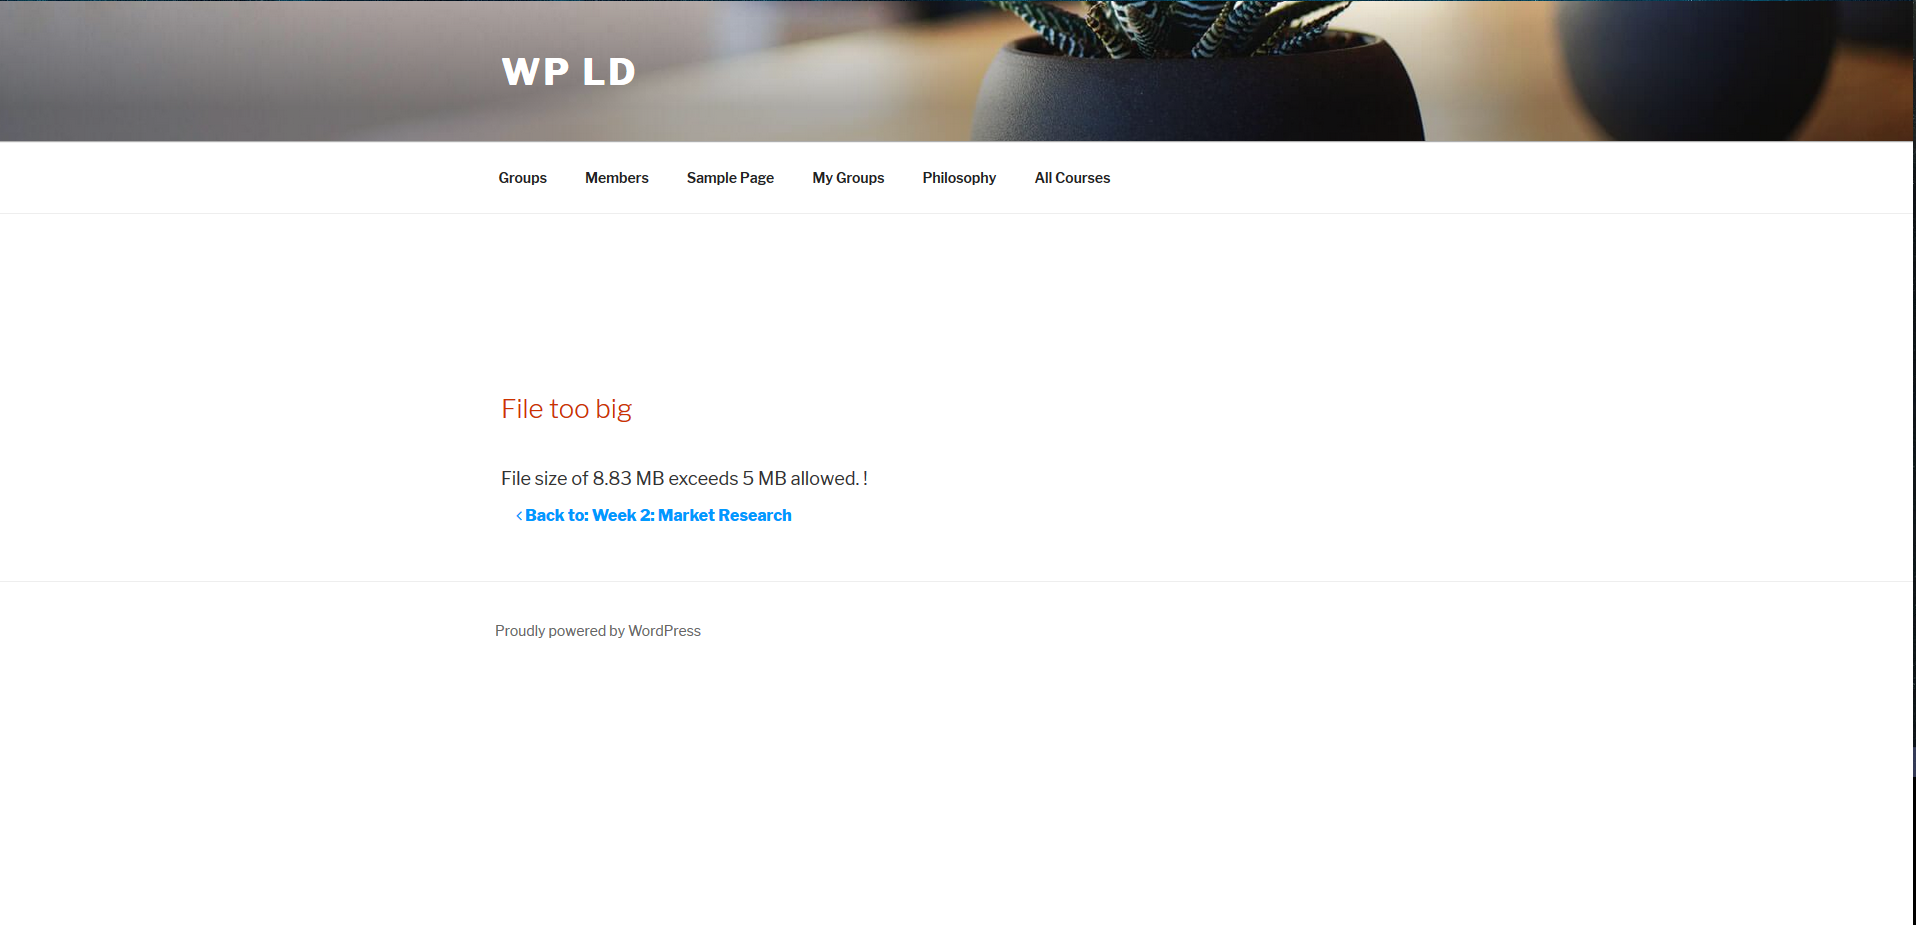 WP LD
Groups Members Sample Page My Groups Philosophy All Courses
File too big
File size of 8.83 MB exceeds 5 MB allowed. !
‹ Back to: Week 2: Market Research
Proudly powered by WordPress